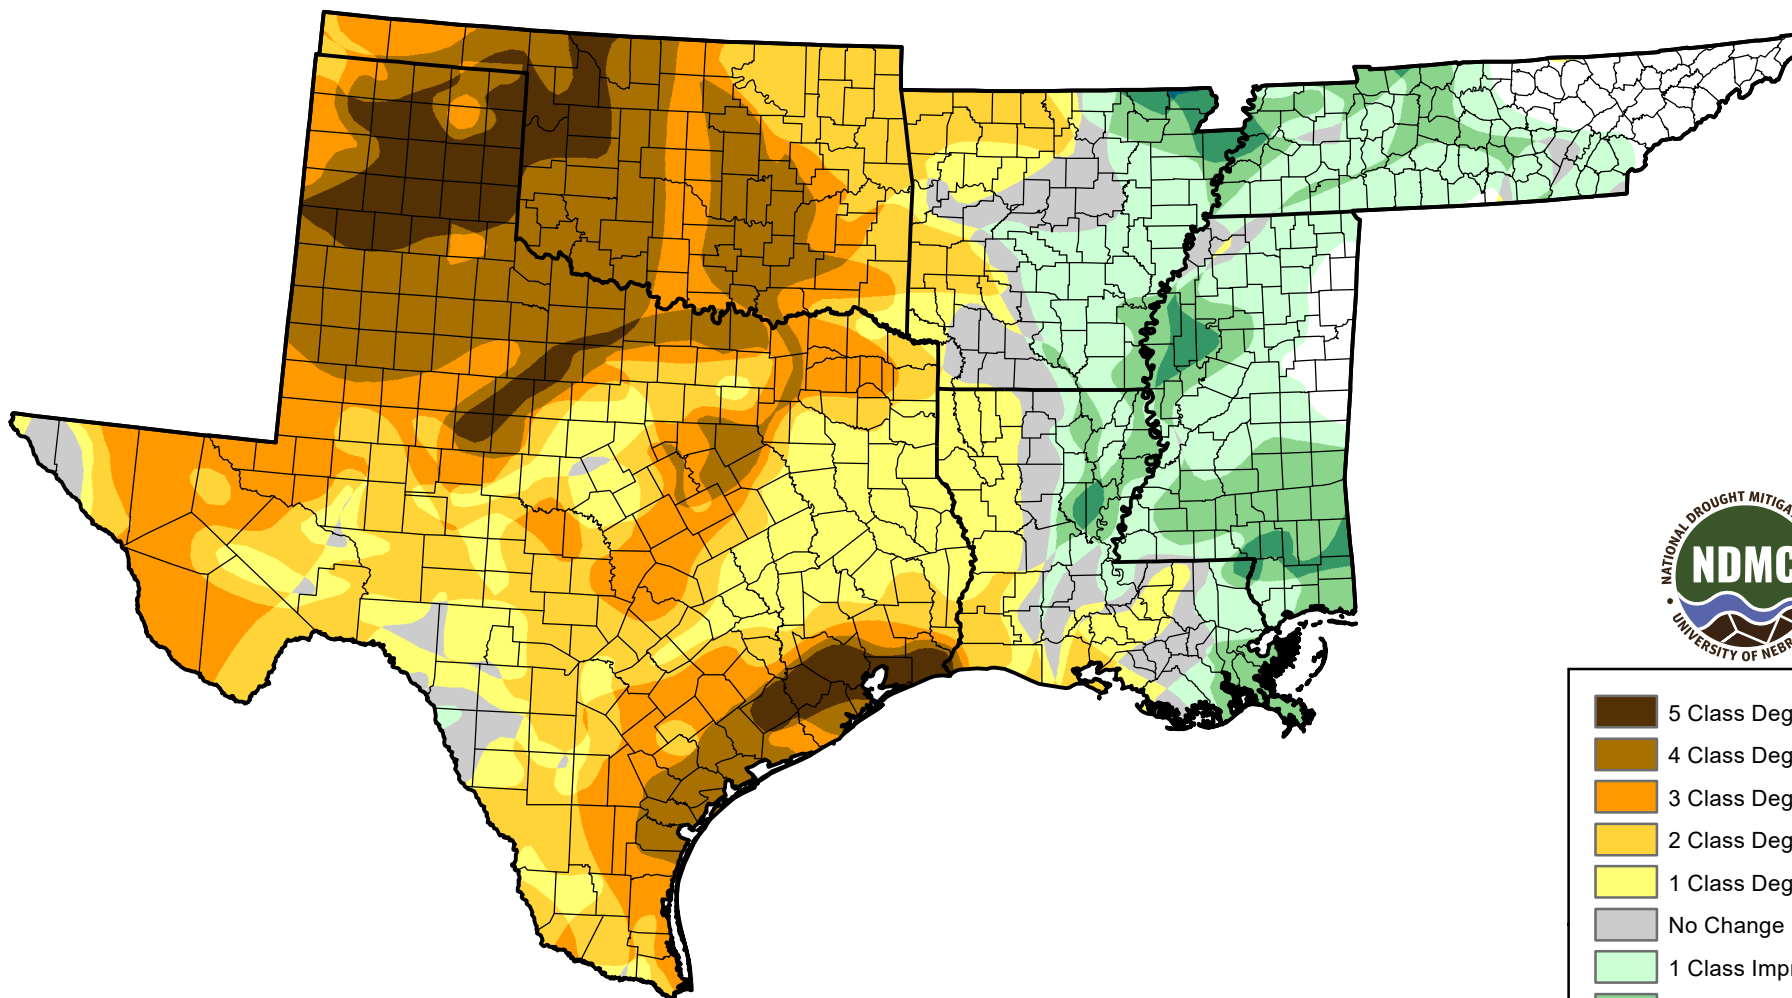 NATIONAL DROUGHT MITIGA
NDMC
UNIVERSITY OF NEBR
5 Class Deg
4 Class Deg
3 Class Deg
2 Class Deg
1 Class Deg
No Change
1 Class Impr